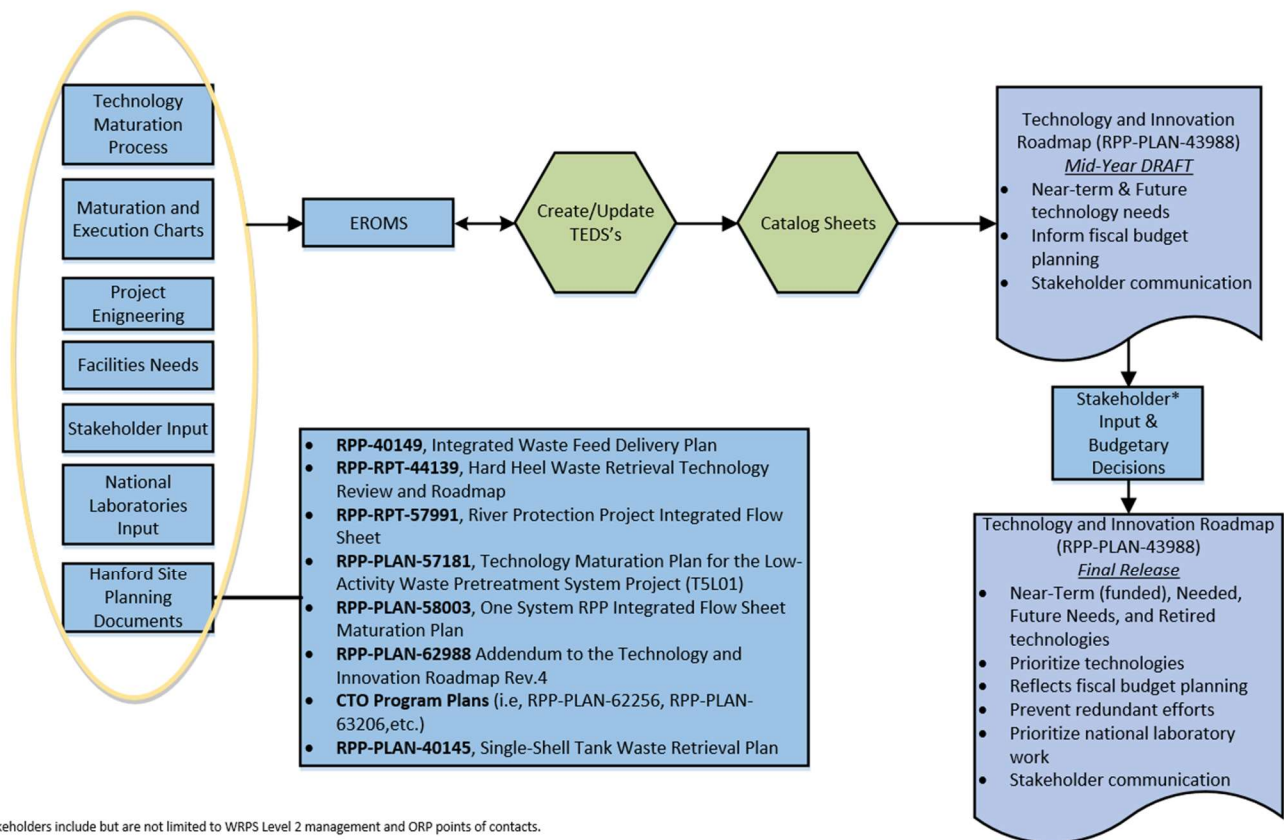 Technology
Maturation
Process
Maturation and
Execution Charts
Project
Enigneering
Facilities Needs
Stakeholder Input
National
Laboratories
Input
Hanford Site
Planning
Documents
EROMS
Create/Update
TEDS's
Catalog Sheets
Technology and Innovation
Roadmap (RPP-PLAN-43988)
Mid-Year DRAFT
• Near-term & Future
technology needs
• Inform fiscal budget
planning
• Stakeholder communication
Stakeholder*
Input &
Budgetary
Decisions
• RPP-40149, Integrated Waste Feed Delivery Plan
• RPP-RPT-44139, Hard Heel Waste Retrieval Technology
Review and Roadmap
• RPP-RPT-57991, River Protection Project Integrated Flow
Sheet
• RPP-PLAN-57181, Technology Maturation Plan for the Low-
Activity Waste Pretreatment System Project (T5L01)
• RPP-PLAN-58003, One System RPP Integrated Flow Sheet
Maturation Plan
• RPP-PLAN-62988 Addendum to the Technology and
Innovation Roadmap Rev.4
• CTO Program Plans (i.e, RPP-PLAN-62256, RPP-PLAN-
63206,etc.)
• RPP-PLAN-40145, Single-Shell Tank Waste Retrieval Plan
Technology and Innovation Roadmap
(RPP-PLAN-43988)
Final Release
• Near-Term (funded), Needed,
Future Needs, and Retired
technologies
• Prioritize technologies
• Reflects fiscal budget planning
• Prevent redundant efforts
• Prioritize national laboratory
work
• Stakeholder communication
keholders include but are not limited to WRPS Level 2 management and ORP points of contacts.